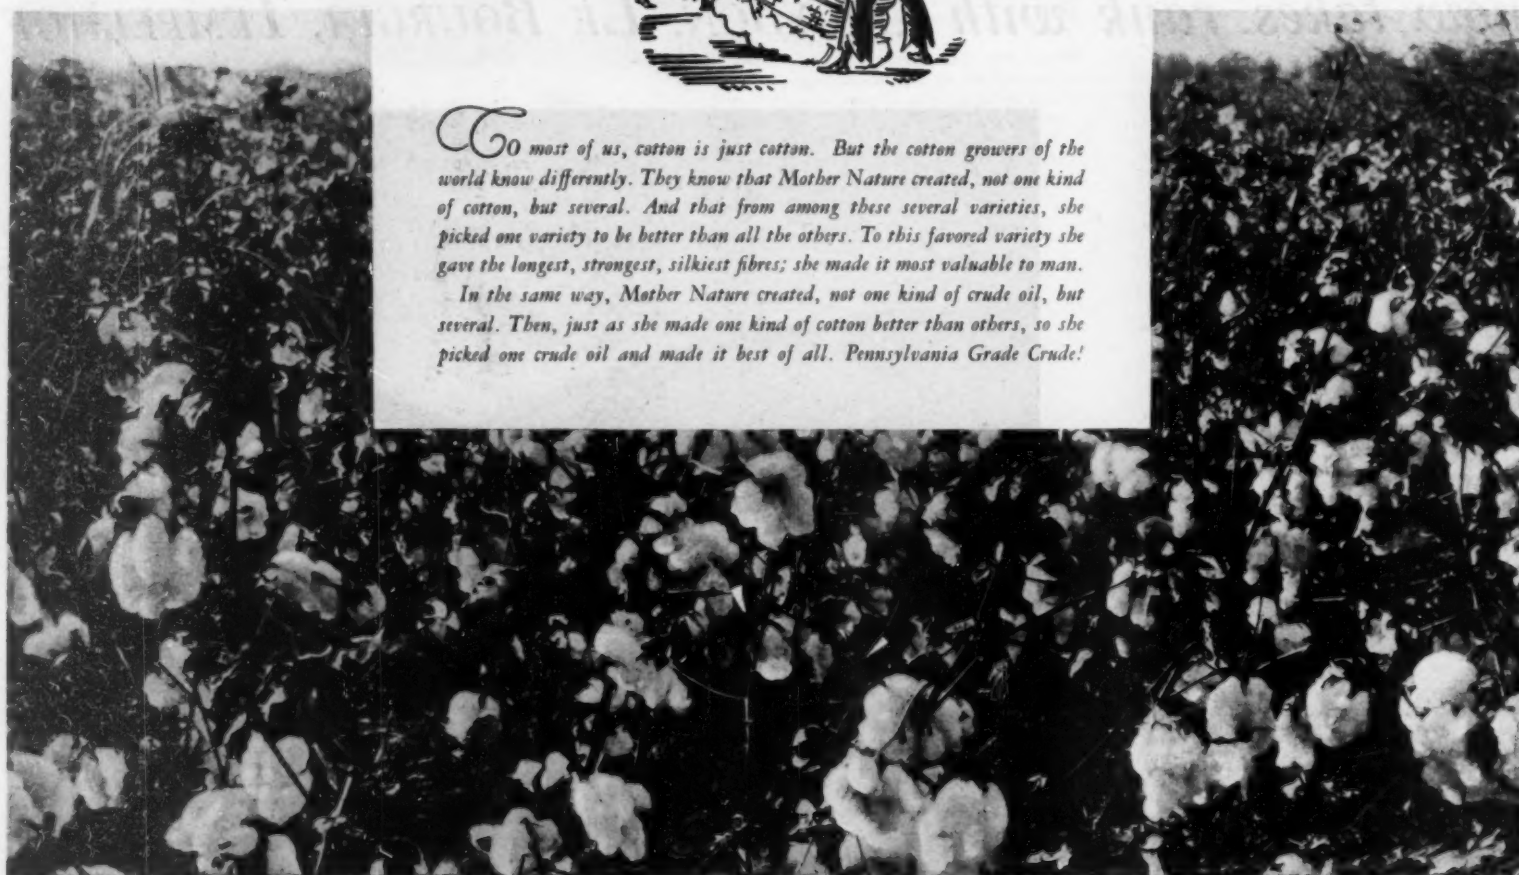 To most of us, cotton is just cotton. But the cotton growers of the
world know differently. They know that Mother Nature created, not one kind
of cotton, but several. And that from among these several varieties, she
picked one variety to be better than all the others. To this favored variety she
gave the longest, strongest, silkiest fibres; she made it most valuable to man.
In the same way, Mother Nature created, not one kind of crude oil, but
several. Then, just as she made one kind of cotton better than others, so she
picked one crude oil and made it best of all. Pennsylvania Grade Crude!